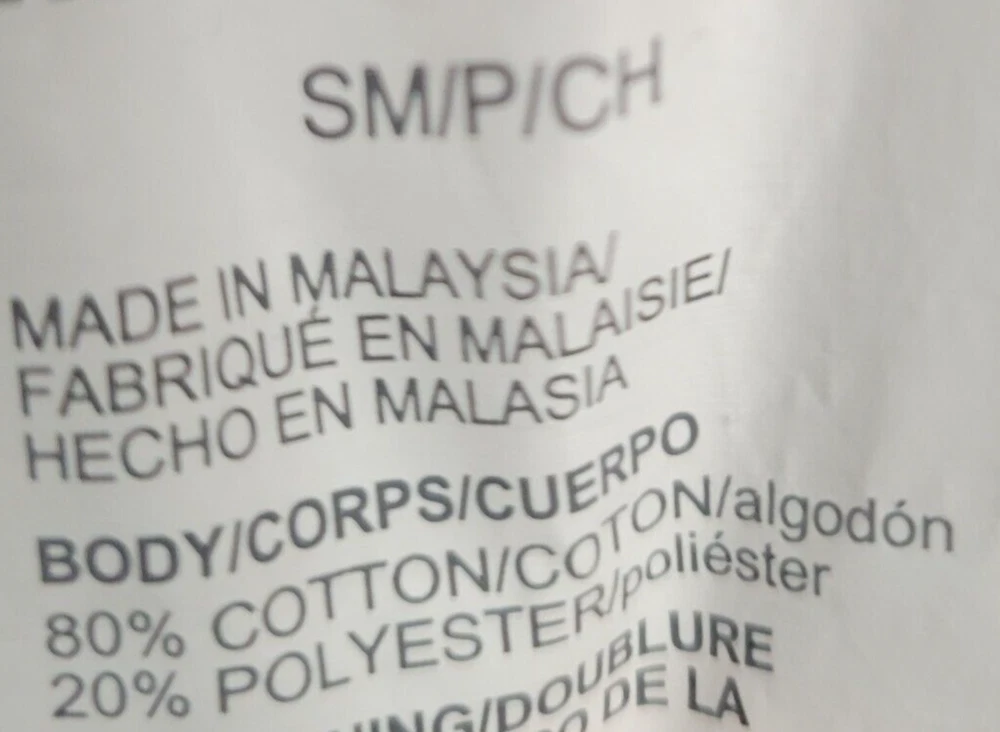 SM/P/CH
MADE IN MALAYSIA/
FABRIQUÉ EN MALAISIE/
HECHO EN MALASIA
BODY/CORPS/CUERPO
80% COTTON/COTON/algodón
20% POLYESTER/poliéster
DOUBLURE
DE LA